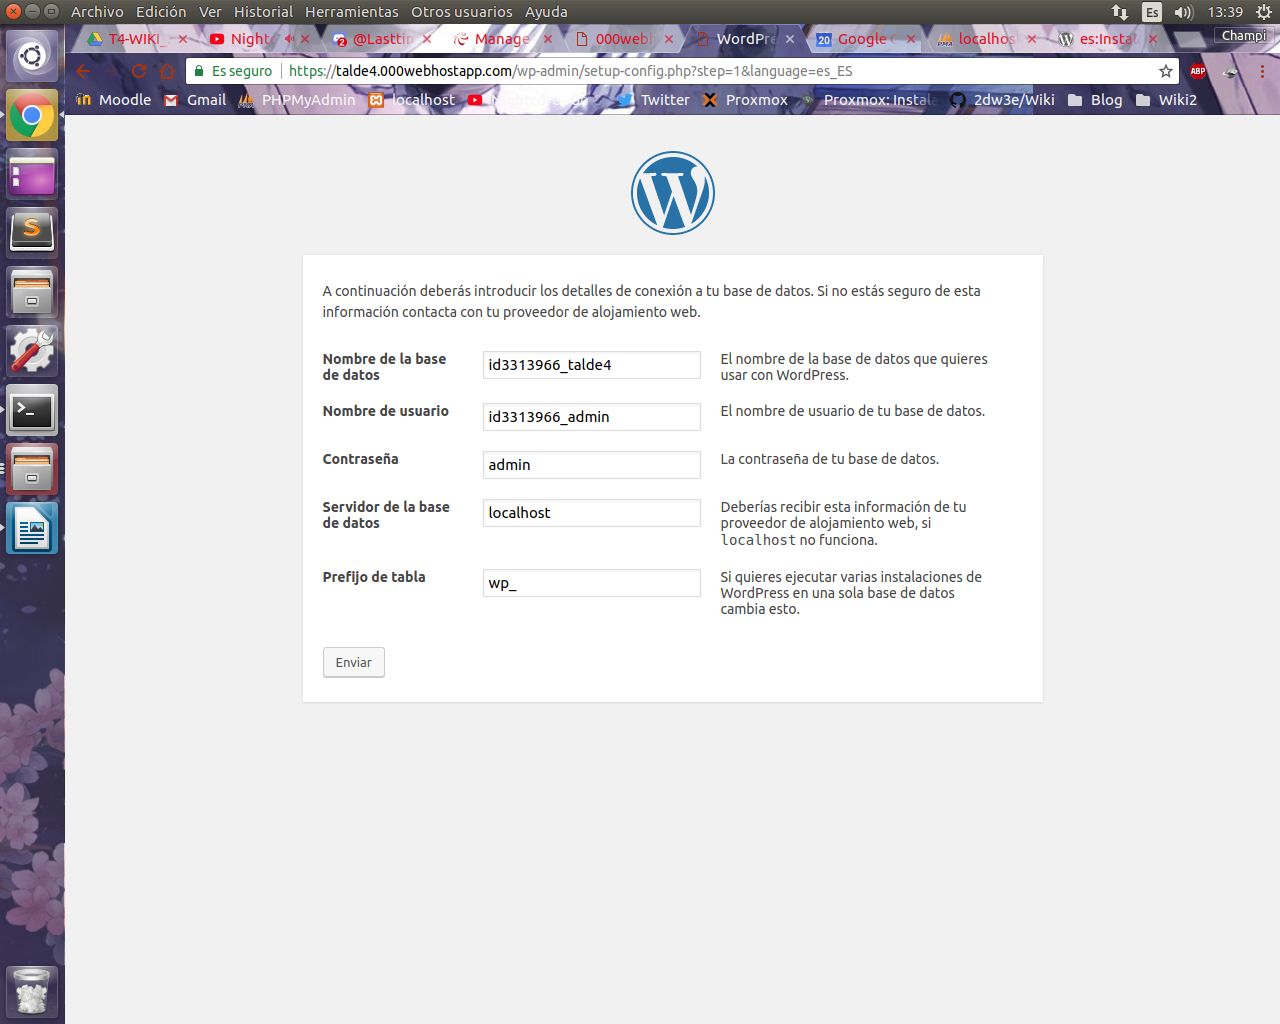 Archivo Edición Ver Historial Herramientas Otros usuarios Ayuda Es 13:39
T4-WIKI_ Night @Lasttir Manage 000web WordPre Google localhos es:Insta Champi
Es seguro https://talde4.000webhostapp.com/wp-admin/setup-config.php?step=1&language=es_ES ABP
Moodle Gmail PHPMyAdmin localhost Twitter Proxmox Proxmox: Instal 2dw3e/Wiki Blog Wiki2
A continuación deberás introducir los detalles de conexión a tu base de datos. Si no estás seguro de esta
información contacta con tu proveedor de alojamiento web.
Nombre de la base
de datos
id3313966_talde4
El nombre de la base de datos que quieres
usar con WordPress.
Nombre de usuario
id3313966_admin
El nombre de usuario de tu base de datos.
Contraseña
admin
La contraseña de tu base de datos.
Servidor de la base
de datos
localhost
Deberías recibir esta información de tu
proveedor de alojamiento web, si
localhost no funciona.
Prefijo de tabla
wp_
Si quieres ejecutar varias instalaciones de
WordPress en una sola base de datos
cambia esto.
Enviar